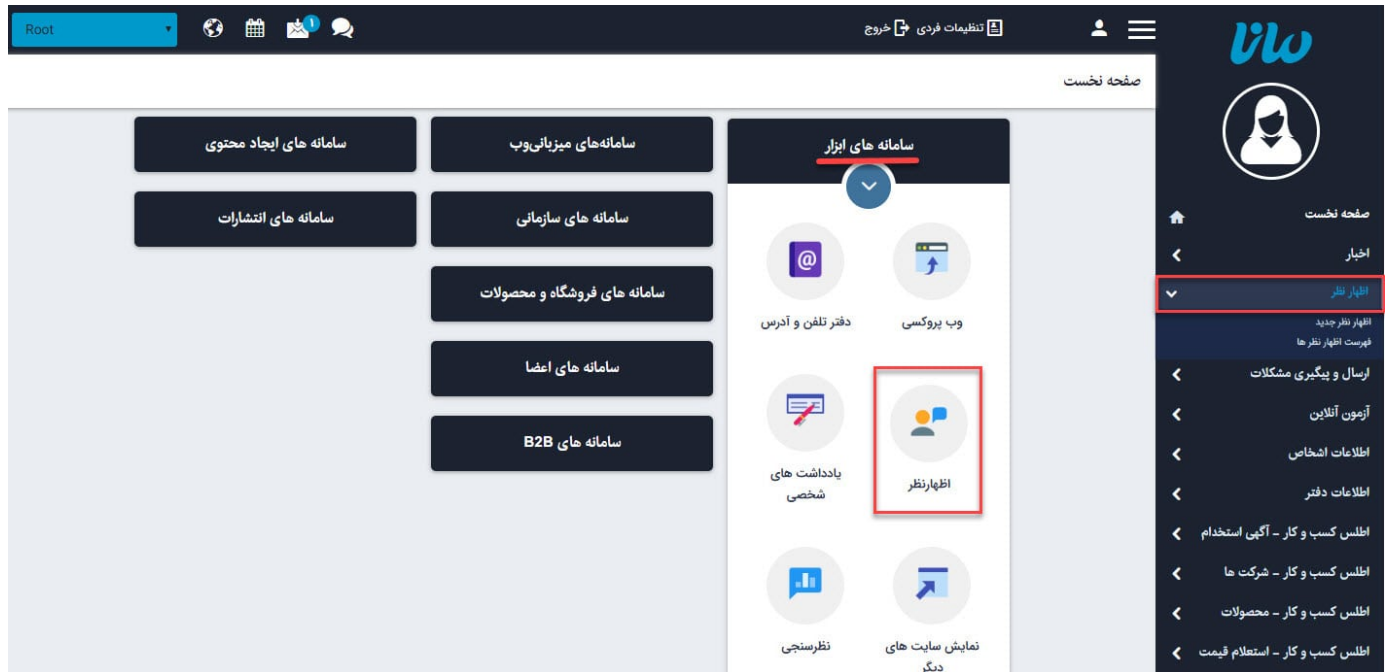 مانا
تنظیمات فردی
خروج
۱
Root
صفحه نخست
صفحه نخست
اخبار
اظهار نظر
اظهار نظر جدید
فهرست اظهار نظر ها
ارسال و پیگیری مشکلات
آزمون آنلاین
اطلاعات اشخاص
اطلاعات دفتر
اطلس کسب و کار - آگهی استخدام
اطلس کسب و کار - شرکت ها
اطلس کسب و کار - محصولات
اطلس کسب و کار - استعلام قیمت
سامانه های ابزار
وب پروکسی
دفتر تلفن و آدرس
اظهارنظر
یادداشت های
شخصی
نمایش سایت های
دیگر
نظرسنجی
سامانه‌های میزبانی‌وب
سامانه های سازمانی
سامانه های فروشگاه و محصولات
سامانه های اعضا
سامانه های B2B
سامانه های ایجاد محتوی
سامانه های انتشارات